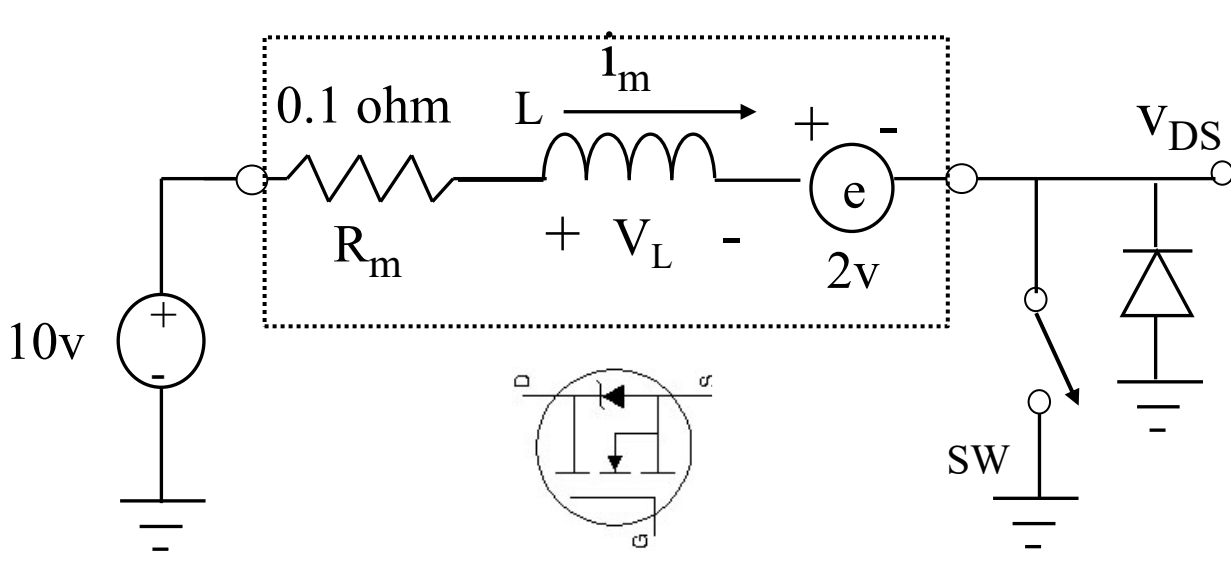 i_m
0.1 ohm
L
+ -
v_DS
e
R_m
+ V_L -
2v
+
10v
-
D
S
SW
G